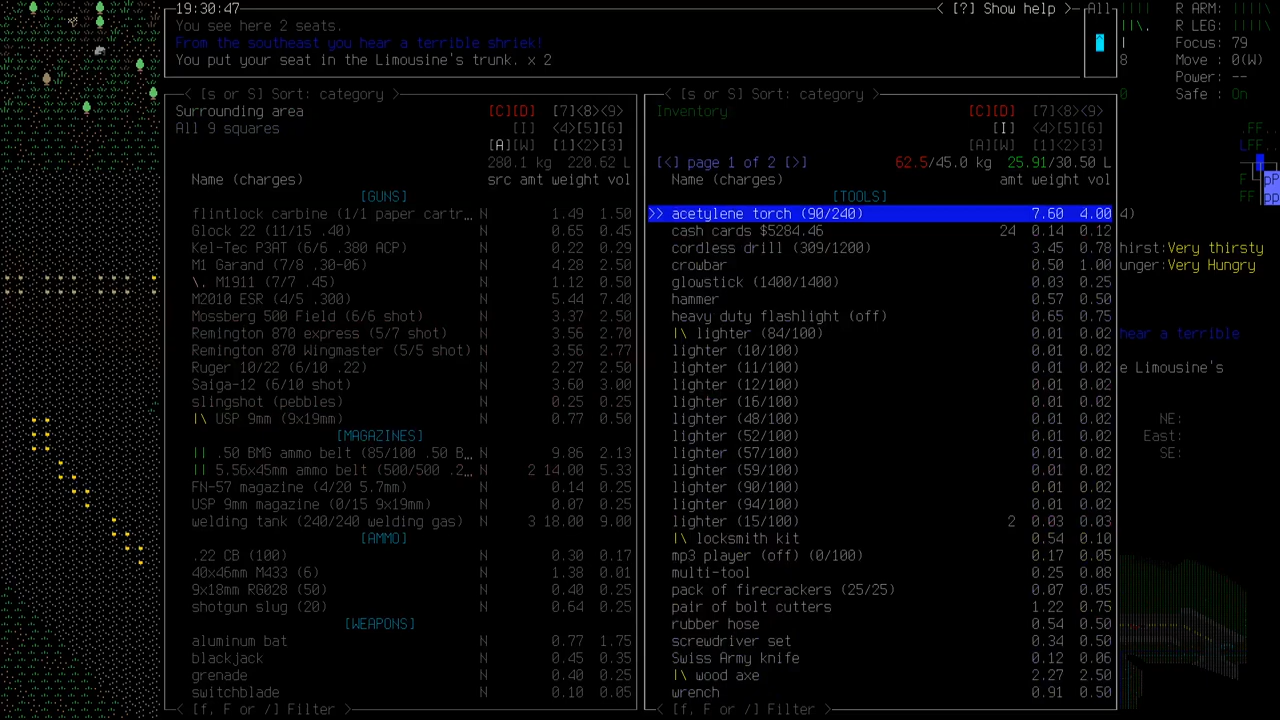 19:30:47 < [?] Show help > All
You see here 2 seats.
From the southeast you hear a terrible shriek!
You put your seat in the Limousine's trunk. x 2
R ARM:
R LEG:
Focus: 79
Move : 0(W)
Power: --
Safe : On
< [s or S] Sort: category >
Surrounding area [C][D] [7]<8><9>
All 9 squares [I] <4>[5][6]
[A][W] [1]<2>[3]
280.1 kg 220.62 L
Name (charges) src amt weight vol
[GUNS]
flintlock carbine (1/1 paper cartr… N 1.49 1.50
Glock 22 (11/15 .40) N 0.65 0.45
Kel-Tec P3AT (6/6 .380 ACP) N 0.22 0.29
M1 Garand (7/8 .30-06) N 4.28 2.50
\. M1911 (7/7 .45) N 1.12 0.50
M2010 ESR (4/5 .300) N 5.44 7.40
Mossberg 500 Field (6/6 shot) N 3.37 2.50
Remington 870 express (5/7 shot) N 3.56 2.70
Remington 870 Wingmaster (5/5 shot) N 3.56 2.77
Ruger 10/22 (6/10 .22) N 2.27 2.50
Saiga-12 (6/10 shot) N 3.60 3.00
slingshot (pebbles) N 0.25 0.25
|\ USP 9mm (9x19mm) N 0.77 0.50
[MAGAZINES]
|| .50 BMG ammo belt (85/100 .50 B… N 9.86 2.13
|| 5.56x45mm ammo belt (500/500 .2… N 2 14.00 5.33
FN-57 magazine (4/20 5.7mm) N 0.14 0.25
USP 9mm magazine (0/15 9x19mm) N 0.07 0.25
welding tank (240/240 welding gas) N 3 18.00 9.00
[AMMO]
.22 CB (100) N 0.30 0.17
40x46mm M433 (6) N 1.38 0.01
9x18mm RG028 (50) N 0.40 0.25
shotgun slug (20) N 0.64 0.25
[WEAPONS]
aluminum bat N 0.77 1.75
blackjack N 0.45 0.35
grenade N 0.40 0.25
switchblade N 0.10 0.05
< [f, F or /] Filter >
< [s or S] Sort: category >
Inventory [C][D] [7]<8><9>
[I] <4>[5][6]
[A][W] [1]<2>[3]
[<] page 1 of 2 [>] 62.5/45.0 kg 25.91/30.50 L
Name (charges) amt weight vol
[TOOLS]
>> acetylene torch (90/240) 7.60 4.00
cash cards $5284.46 24 0.14 0.12
cordless drill (309/1200) 3.45 0.78
crowbar 0.50 1.00
glowstick (1400/1400) 0.03 0.25
hammer 0.57 0.50
heavy duty flashlight (off) 0.65 0.75
|\ lighter (84/100) 0.01 0.02
lighter (10/100) 0.01 0.02
lighter (11/100) 0.01 0.02
lighter (12/100) 0.01 0.02
lighter (16/100) 0.01 0.02
lighter (48/100) 0.01 0.02
lighter (52/100) 0.01 0.02
lighter (57/100) 0.01 0.02
lighter (59/100) 0.01 0.02
lighter (90/100) 0.01 0.02
lighter (94/100) 0.01 0.02
lighter (15/100) 2 0.03 0.03
|\ locksmith kit 0.54 0.10
mp3 player (off) (0/100) 0.17 0.05
multi-tool 0.25 0.08
pack of firecrackers (25/25) 0.07 0.05
pair of bolt cutters 1.22 0.75
rubber hose 0.54 0.50
screwdriver set 0.34 0.50
Swiss Army knife 0.12 0.06
|\ wood axe 2.27 2.50
wrench 0.91 0.50
< [f, F or /] Filter >
4)
hirst:Very thirsty
unger:Very Hungry
hear a terrible
e Limousine's
NE:
East:
SE: